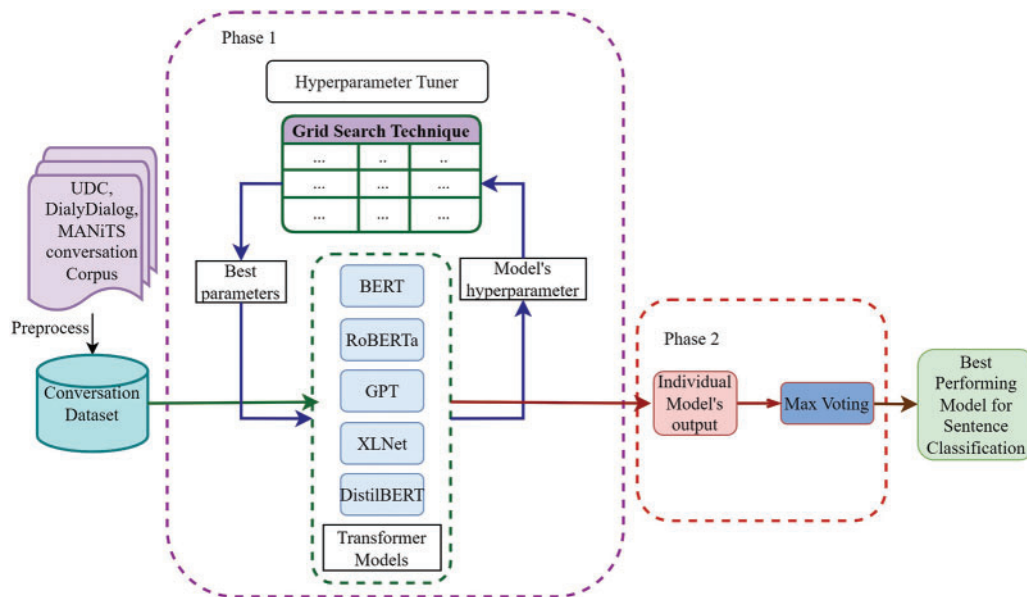 Phase 1
Hyperparameter Tuner
Grid Search Technique
... .. ..
... ... ...
... ... ...
UDC,
DialyDialog,
MANiTS
conversation
Corpus
Preprocess
Conversation
Dataset
Best
parameters
Model's
hyperparameter
BERT
RoBERTa
GPT
XLNet
DistilBERT
Transformer
Models
Phase 2
Individual
Model's
output
Max Voting
Best
Performing
Model for
Sentence
Classification